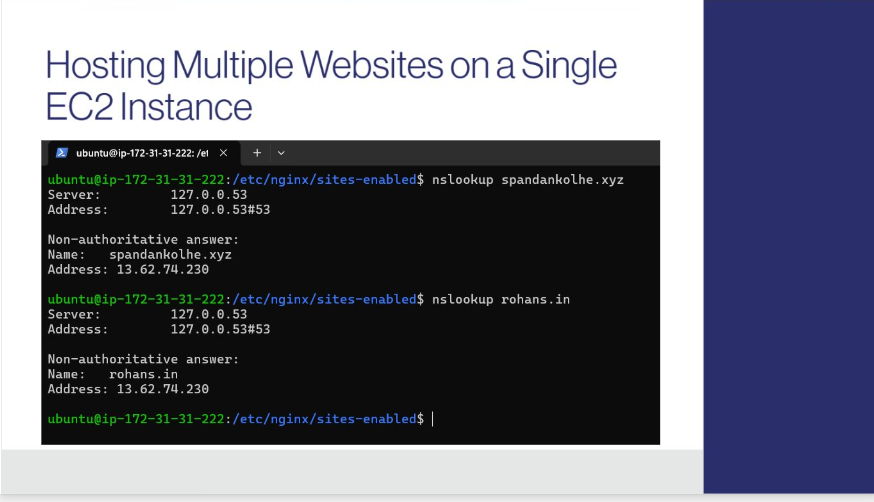 Hosting Multiple Websites on a Single
EC2 Instance
ubuntu@ip-172-31-31-222: /et
ubuntu@ip-172-31-31-222:/etc/nginx/sites-enabled$ nslookup spandankolhe.xyz
Server: 127.0.0.53
Address: 127.0.0.53#53
Non-authoritative answer:
Name: spandankolhe.xyz
Address: 13.62.74.230
ubuntu@ip-172-31-31-222:/etc/nginx/sites-enabled$ nslookup rohans.in
Server: 127.0.0.53
Address: 127.0.0.53#53
Non-authoritative answer:
Name: rohans.in
Address: 13.62.74.230
ubuntu@ip-172-31-31-222:/etc/nginx/sites-enabled$